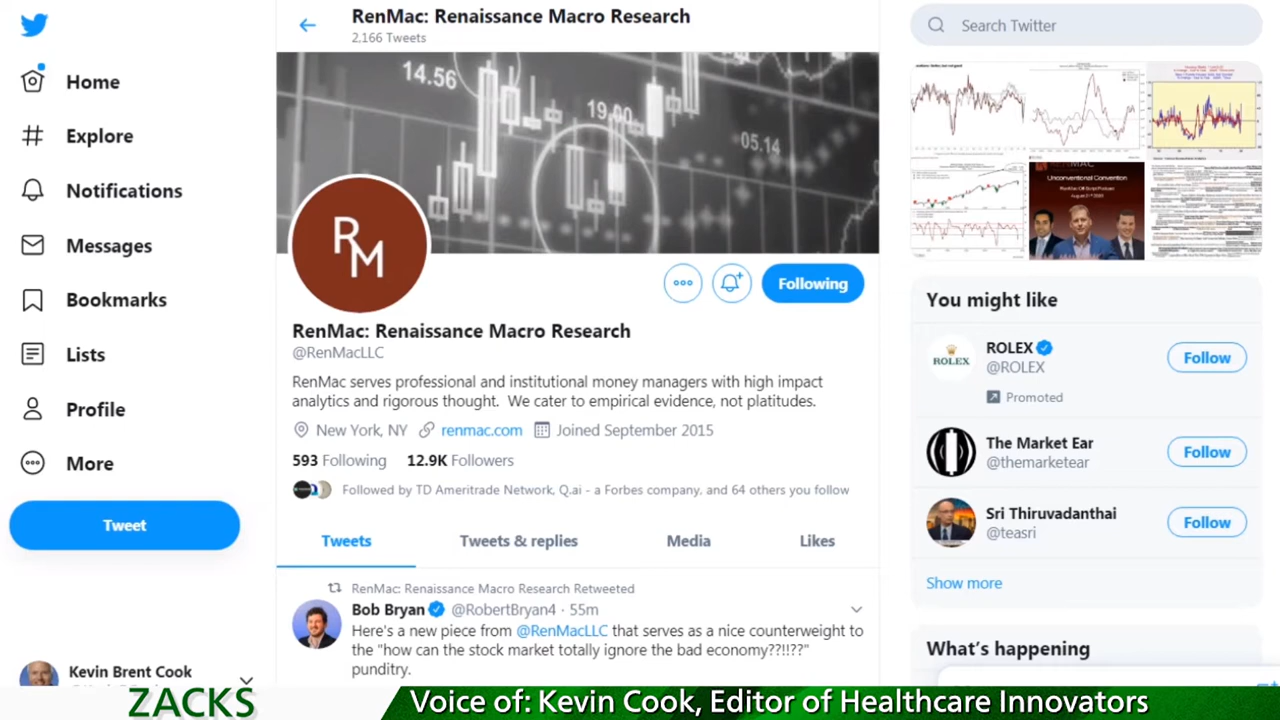 Home
Explore
Notifications
Messages
Bookmarks
Lists
Profile
More
Tweet
Kevin Brent Cook
RenMac: Renaissance Macro Research
2,166 Tweets
14.56
19.00
05.14
RM
Following
RenMac: Renaissance Macro Research
@RenMacLLC
RenMac serves professional and institutional money managers with high impact
analytics and rigorous thought. We cater to empirical evidence, not platitudes.
New York, NY renmac.com Joined September 2015
593 Following 12.9K Followers
Followed by TD Ameritrade Network, Q.ai - a Forbes company, and 64 others you follow
Tweets Tweets & replies Media Likes
RenMac: Renaissance Macro Research Retweeted
Bob Bryan @RobertBryan4 · 55m
Here's a new piece from @RenMacLLC that serves as a nice counterweight to
the "how can the stock market totally ignore the bad economy??!!??"
punditry.
Search Twitter
Unconventional Convention
You might like
ROLEX
ROLEX
@ROLEX
Follow
Promoted
The Market Ear
@themarketear
Follow
Sri Thiruvadanthai
@teasri
Follow
Show more
What's happening
ZACKS
Voice of: Kevin Cook, Editor of Healthcare Innovators